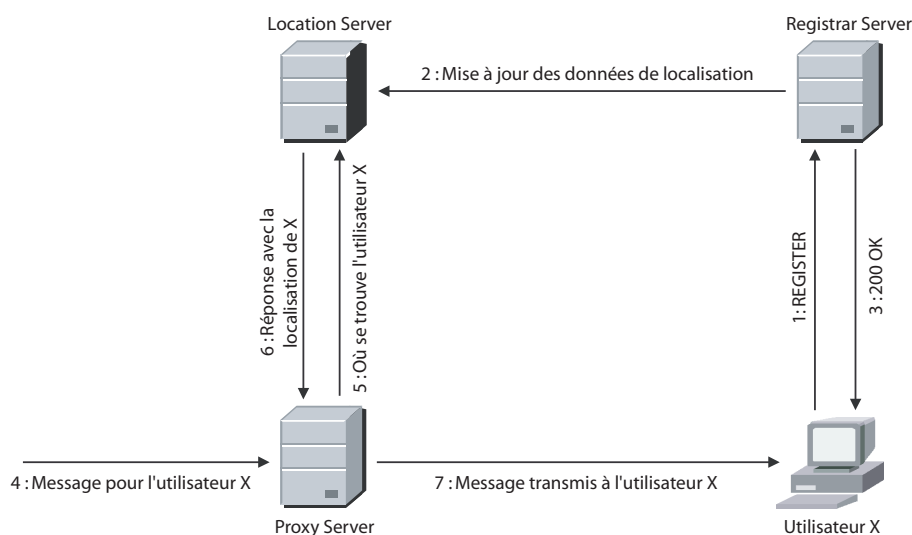 Location Server
Registrar Server
2 : Mise à jour des données de localisation
6 : Réponse avec la
localisation de X
5 : Où se trouve l'utilisateur X
1: REGISTER
3 : 200 OK
4 : Message pour l'utilisateur X
7 : Message transmis à l'utilisateur X
Proxy Server
Utilisateur X